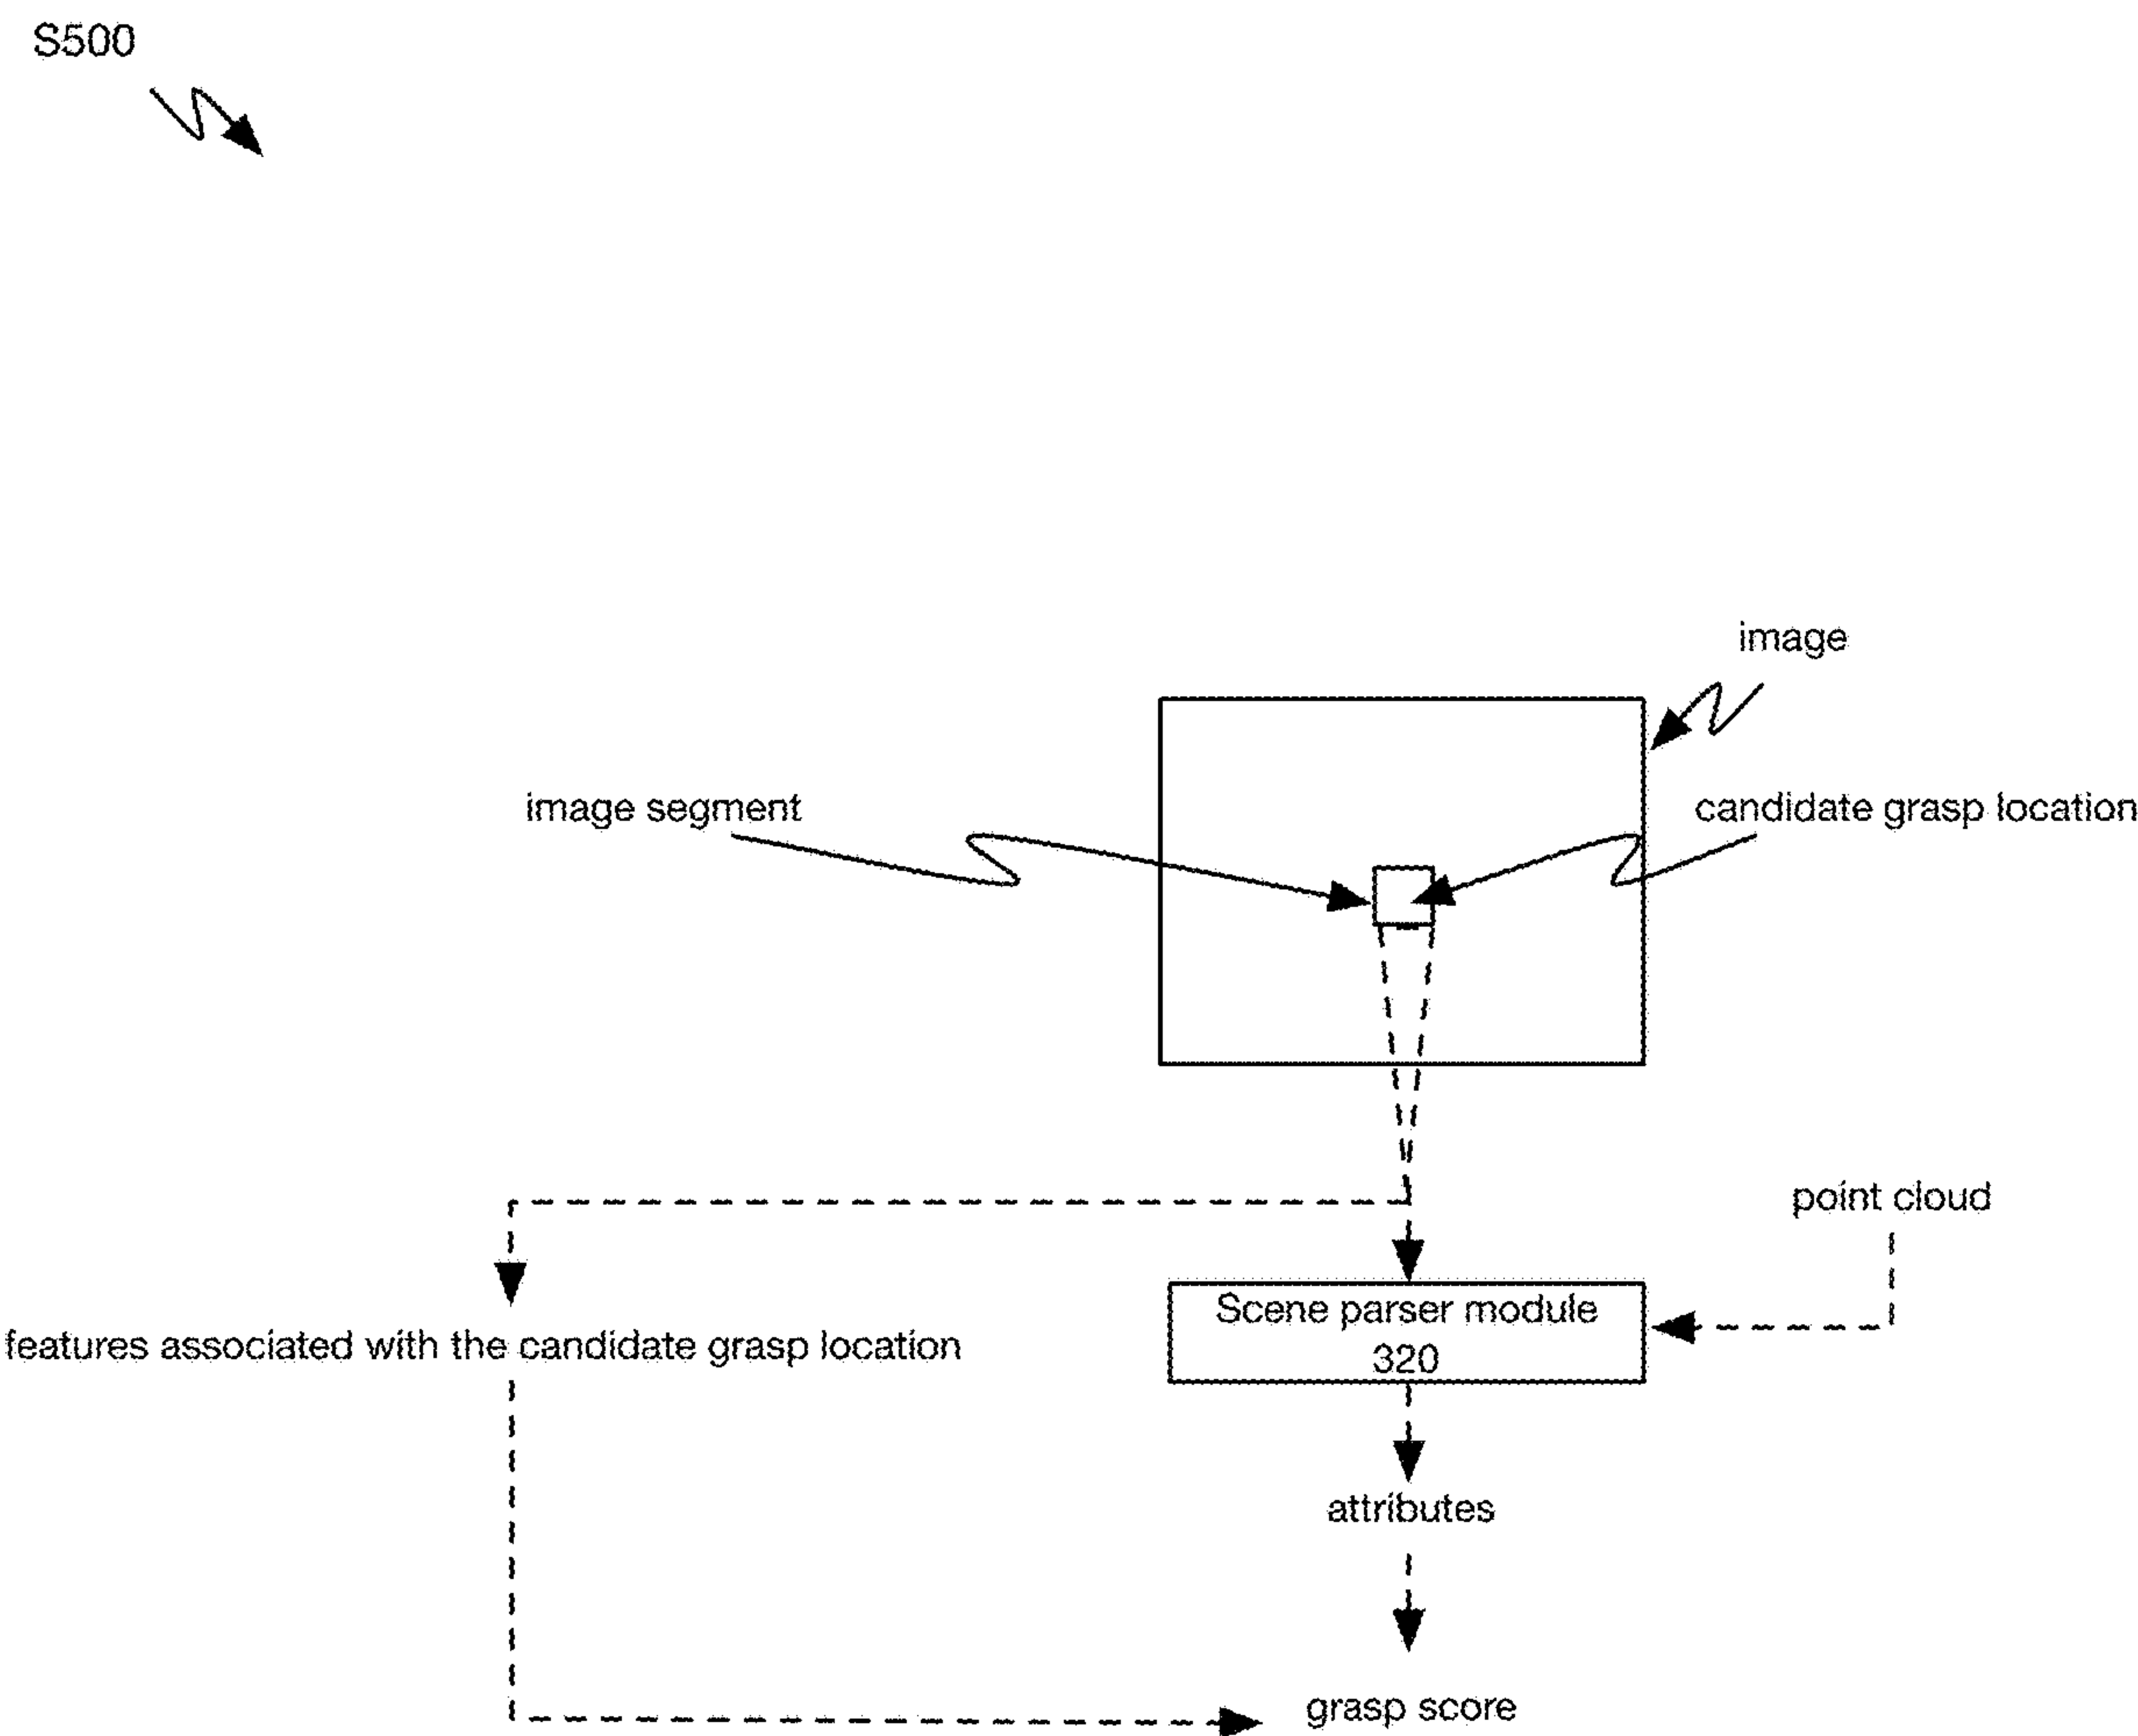 S500
image
image segment
candidate grasp location
point cloud
Scene parser module
320
features associated with the candidate grasp location
attributes
grasp score